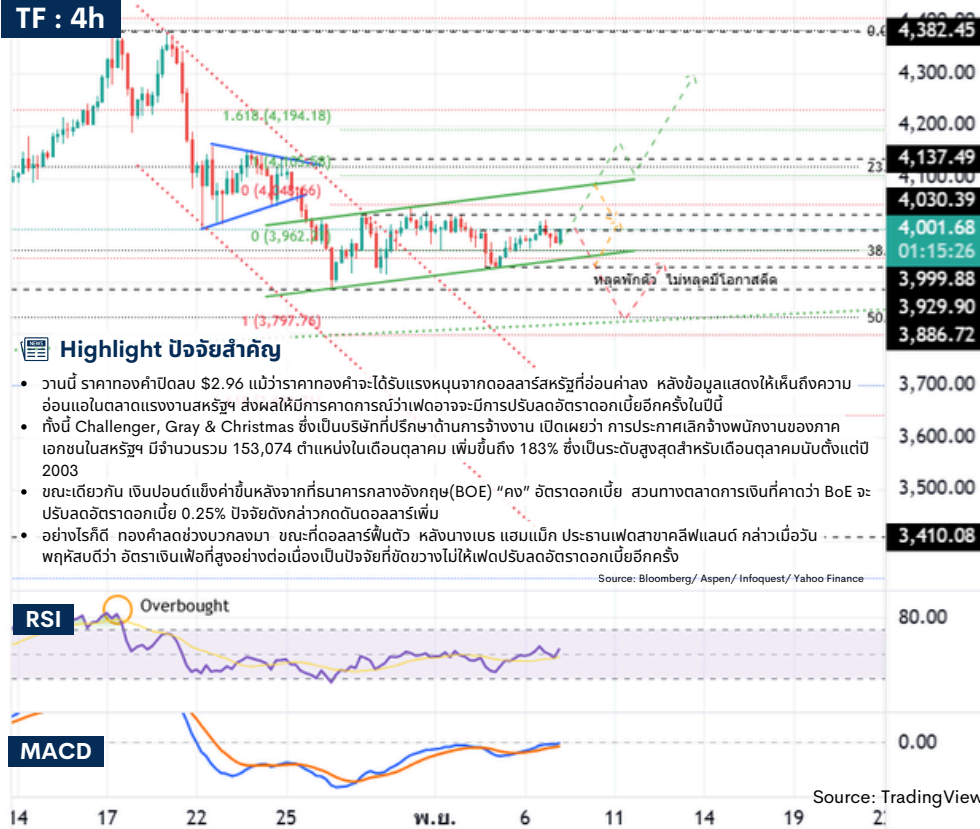 TF : 4h
4,382.45
0.0
4,300.00
1.618 (4,194.18)
4,200.00
4,137.49
23.
4,100.00
0 (4,048.66)
4,030.39
4,001.68
01:15:26
38.
3,999.88
หลุดพักตัว ไม่หลุดมีโอกาสดีด
3,929.90
1 (3,797.76)
50.
3,886.72
NEWS
Highlight ปัจจัยสำคัญ
3,700.00
• วานนี้ ราคาทองคำปิดลบ $2.96 แม้ว่าราคาทองคำจะได้รับแรงหนุนจากดอลลาร์สหรัฐที่อ่อนค่าลง หลังข้อมูลแสดงให้เห็นถึงความ
อ่อนแอในตลาดแรงงานสหรัฐฯ ส่งผลให้มีการคาดการณ์ว่าเฟดอาจจะมีการปรับลดอัตราดอกเบี้ยอีกครั้งในปีนี้
• ทั้งนี้ Challenger, Gray & Christmas ซึ่งเป็นบริษัทที่ปรึกษาด้านการจ้างงาน เปิดเผยว่า การประกาศเลิกจ้างพนักงานของภาค
3,600.00
เอกชนในสหรัฐฯ มีจำนวนรวม 153,074 ตำแหน่งในเดือนตุลาคม เพิ่มขึ้นถึง 183% ซึ่งเป็นระดับสูงสุดสำหรับเดือนตุลาคมนับตั้งแต่ปี
2003
3,500.00
• ขณะเดียวกัน เงินปอนด์แข็งค่าขึ้นหลังจากที่ธนาคารกลางอังกฤษ(BOE) “คง” อัตราดอกเบี้ย สวนทางตลาดการเงินที่คาดว่า BoE จะ
ปรับลดอัตราดอกเบี้ย 0.25% ปัจจัยดังกล่าวกดดันดอลลาร์เพิ่ม
• อย่างไรก็ดี ทองคำลดช่วงบวกลงมา ขณะที่ดอลลาร์ฟื้นตัว หลังนางเบธ แฮมแม็ก ประธานเฟดสาขาคลีฟแลนด์ กล่าวเมื่อวัน
3,410.08
พฤหัสบดีว่า อัตราเงินเฟ้อที่สูงอย่างต่อเนื่องเป็นปัจจัยที่ขัดขวางไม่ให้เฟดปรับลดอัตราดอกเบี้ยอีกครั้ง
Source: Bloomberg/ Aspen/ Infoquest/ Yahoo Finance
RSI
Overbought
80.00
MACD
0.00
Source: TradingView
14
17
22
25
พ.ย.
6
11
14
19